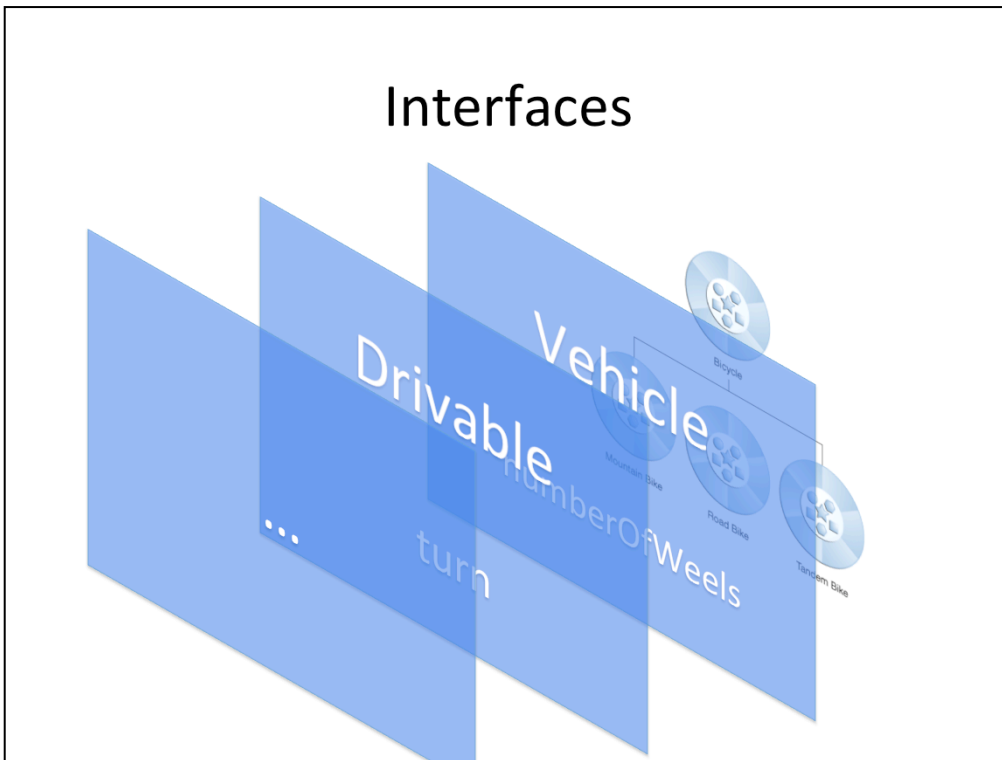 Interfaces
Vehicle
numberOfWeels
Drivable
turn
...
Bicycle
Mountain Bike
Road Bike
Tandem Bike